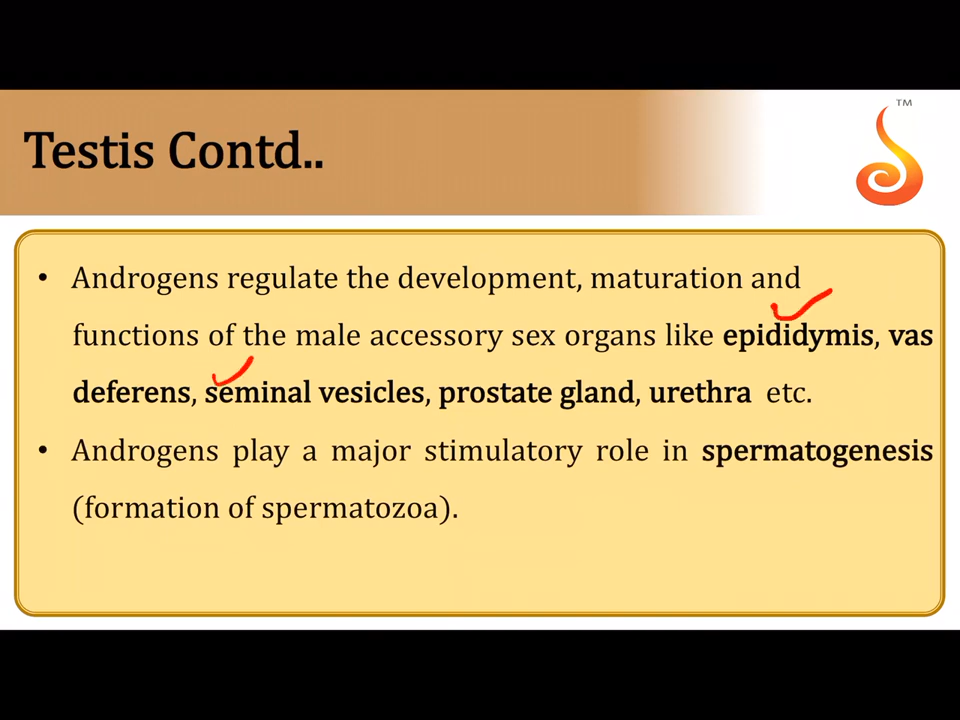 TM
Testis Contd..
• Androgens regulate the development, maturation and
functions of the male accessory sex organs like epididymis, vas
deferens, seminal vesicles, prostate gland, urethra etc.
• Androgens play a major stimulatory role in spermatogenesis
(formation of spermatozoa).